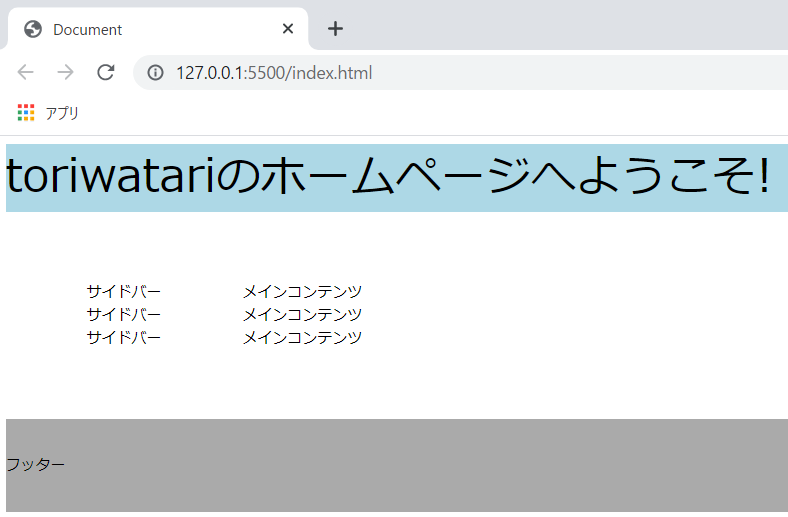 Document
127.0.0.1:5500/index.html
アプリ
toriwatariのホームページへようこそ!
サイドバー メインコンテンツ
サイドバー メインコンテンツ
サイドバー メインコンテンツ
フッター